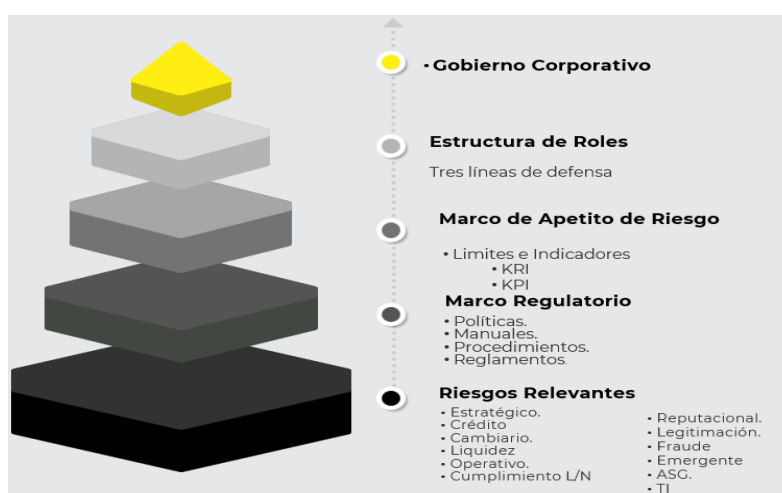 • Gobierno Corporativo
Estructura de Roles
Tres líneas de defensa
Marco de Apetito de Riesgo
• Limites e Indicadores
• KRI
• KPI
Marco Regulatorio
• Políticas.
• Manuales.
• Procedimientos.
• Reglamentos.
Riesgos Relevantes
• Estratégico.
• Crédito
• Cambiario.
• Liquidez
• Operativo.
• Cumplimiento L/N
• Reputacional.
• Legitimación.
• Fraude
• Emergente
• ASG.
• TI